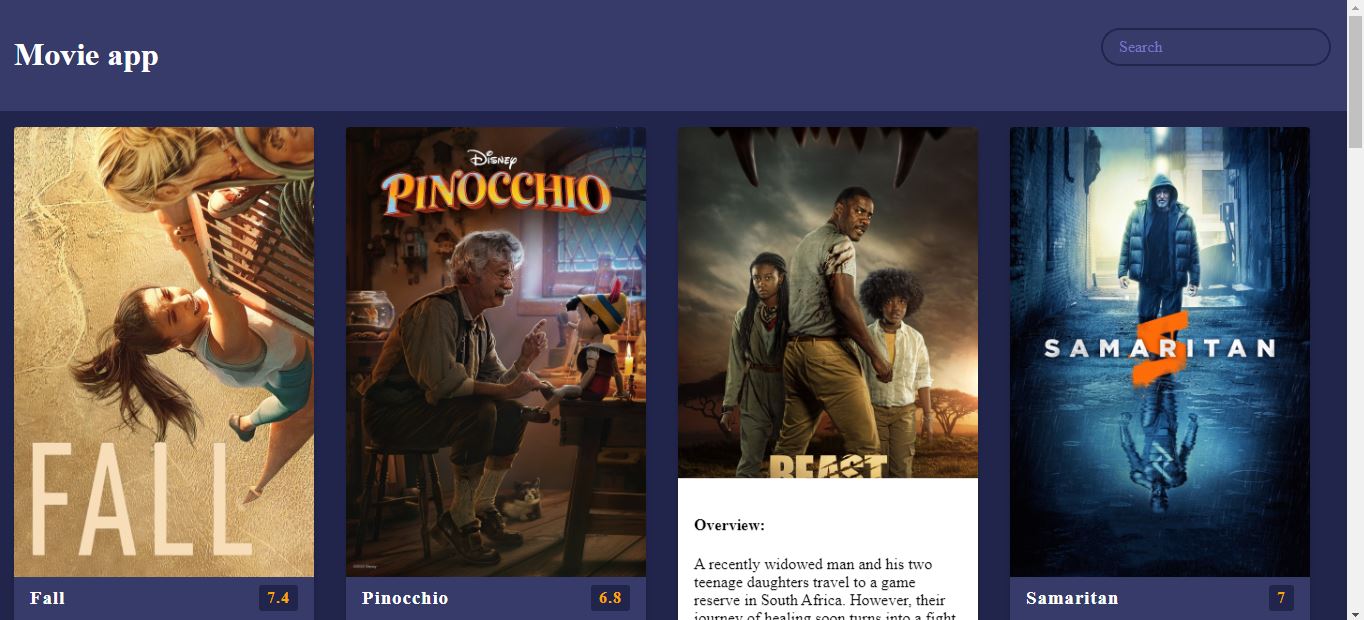 Movie app
Search
FALL
Fall
7.4
Disney
PINOCCHIO
Pinocchio
6.8
BEAST
Overview:
A recently widowed man and his two
teenage daughters travel to a game
reserve in South Africa. However, their
journey of healing soon turns into a fight
SAMARITAN
Samaritan
7